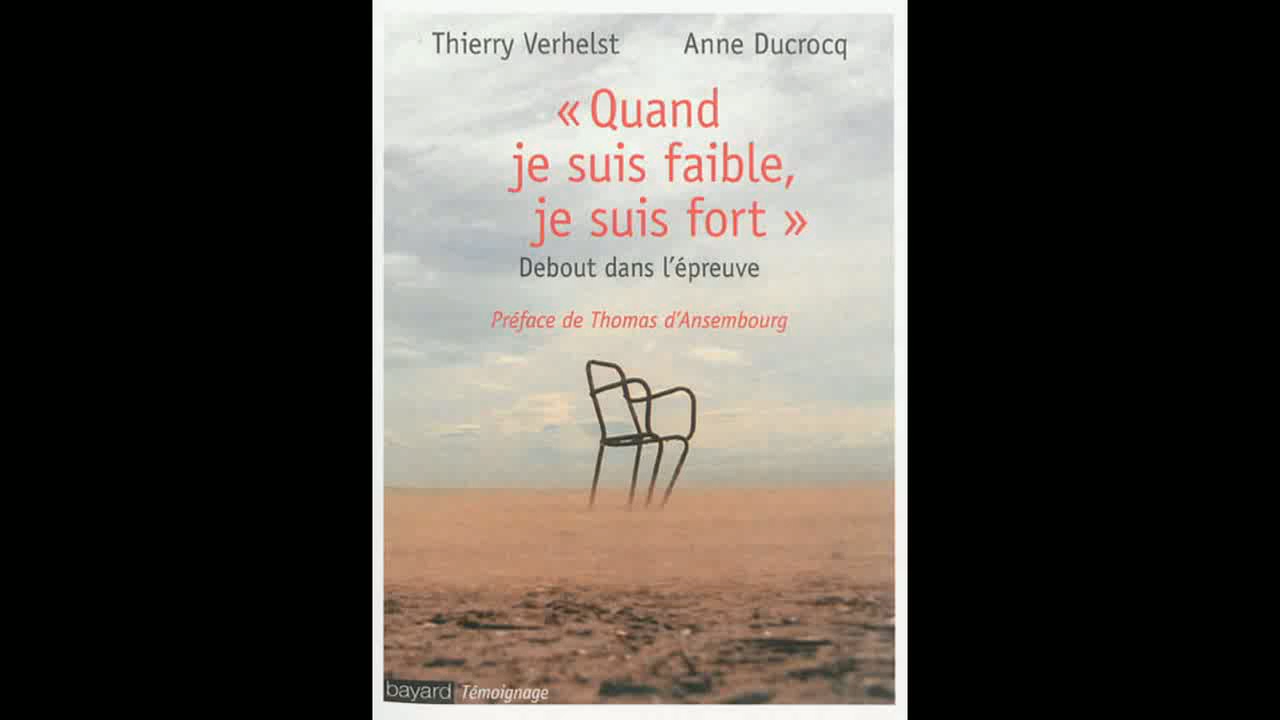 Thierry Verhelst Anne Ducrocq
« Quand
je suis faible,
je suis fort »
Debout dans l'épreuve
Préface de Thomas d'Ansembourg
bayard Témoignage